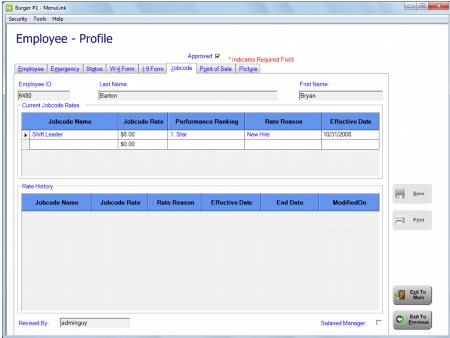 Burger #1 - MenuLink
Security Tools Help
Employee - Profile
Approved
* Indicates Required Field
Employee Emergency Status W-4 Form I-9 Form Jobcode Point of Sale Picture
Employee ID: Last Name: First Name:
6480 Barton Bryan
Current Jobcode Rates
Jobcode Name Jobcode Rate Performance Ranking Rate Reason Effective Date
Shift Leader $8.00 1. Star New Hire 10/31/2008
$0.00
Rate History
Jobcode Name Jobcode Rate Rate Reason Effective Date End Date ModifiedOn
Save
Print
Exit To
Main
Exit To
Previous
Revised By: adminguy Salaried Manager: